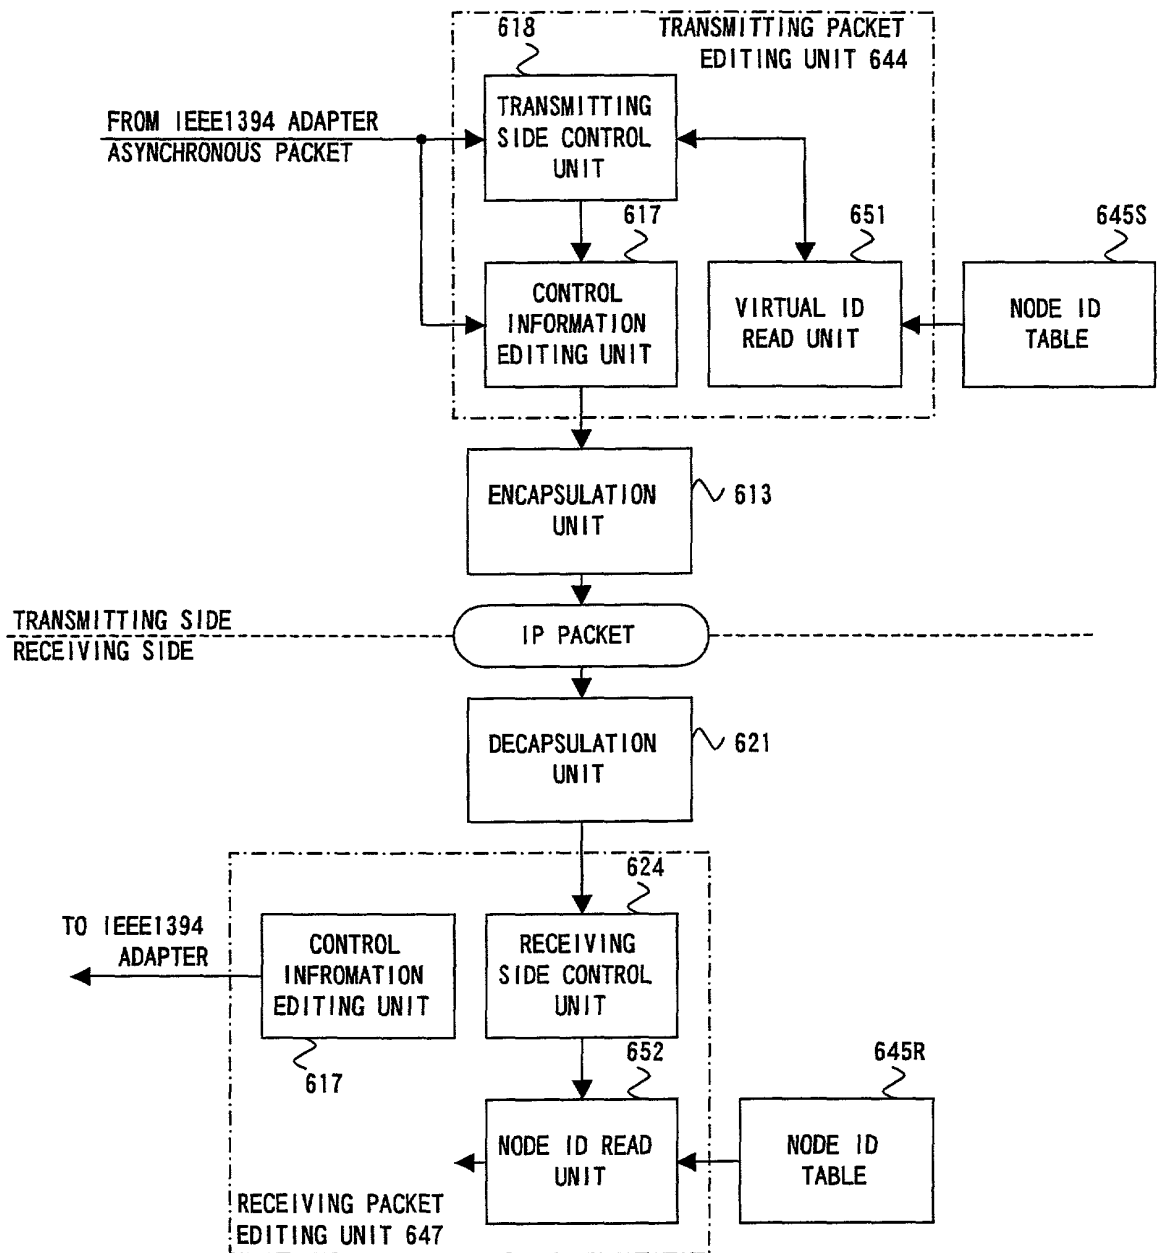 618
TRANSMITTING PACKET
EDITING UNIT 644
TRANSMITTING
SIDE CONTROL
UNIT
FROM IEEE1394 ADAPTER
ASYNCHRONOUS PACKET
617
651
645S
CONTROL
INFORMATION
EDITING UNIT
VIRTUAL ID
READ UNIT
NODE ID
TABLE
ENCAPSULATION
UNIT
613
TRANSMITTING SIDE
RECEIVING SIDE
IP PACKET
DECAPSULATION
UNIT
621
624
TO IEEE1394
ADAPTER
CONTROL
INFROMATION
EDITING UNIT
RECEIVING
SIDE CONTROL
UNIT
617
652
645R
NODE ID READ
UNIT
NODE ID
TABLE
RECEIVING PACKET
EDITING UNIT 647